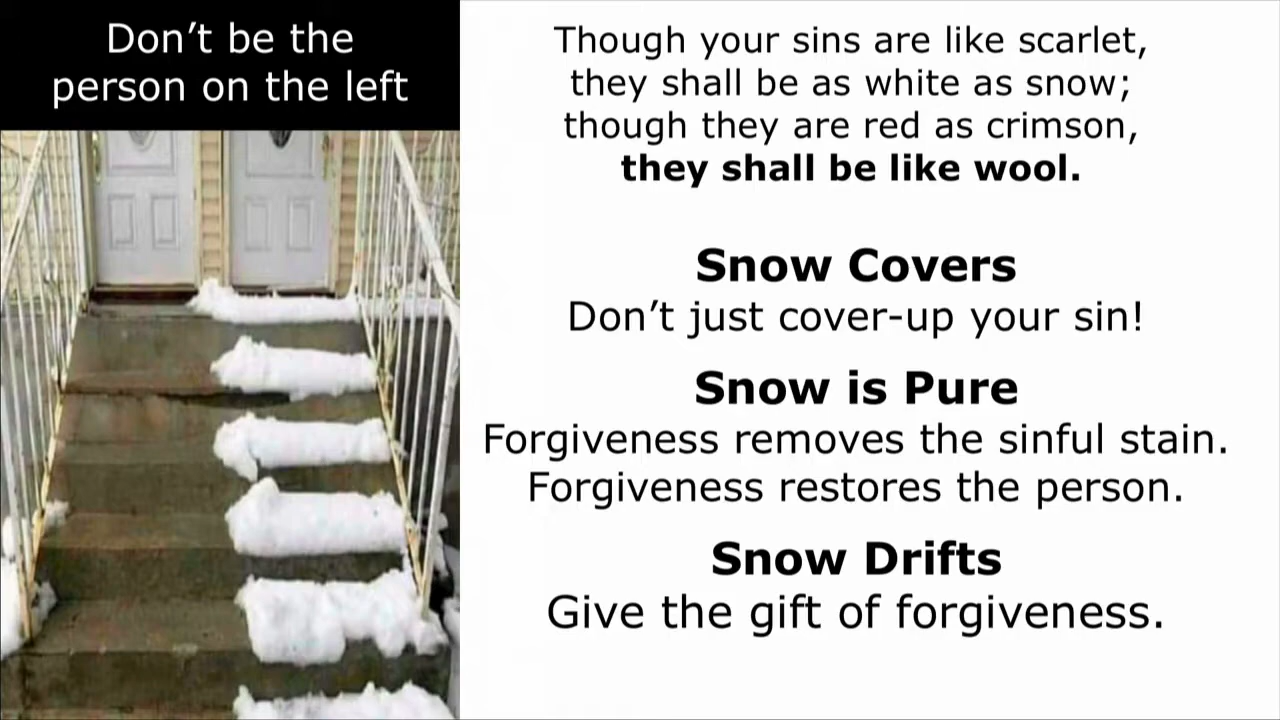 Don’t be the
person on the left
Though your sins are like scarlet,
they shall be as white as snow;
though they are red as crimson,
they shall be like wool.
Snow Covers
Don’t just cover-up your sin!
Snow is Pure
Forgiveness removes the sinful stain.
Forgiveness restores the person.
Snow Drifts
Give the gift of forgiveness.